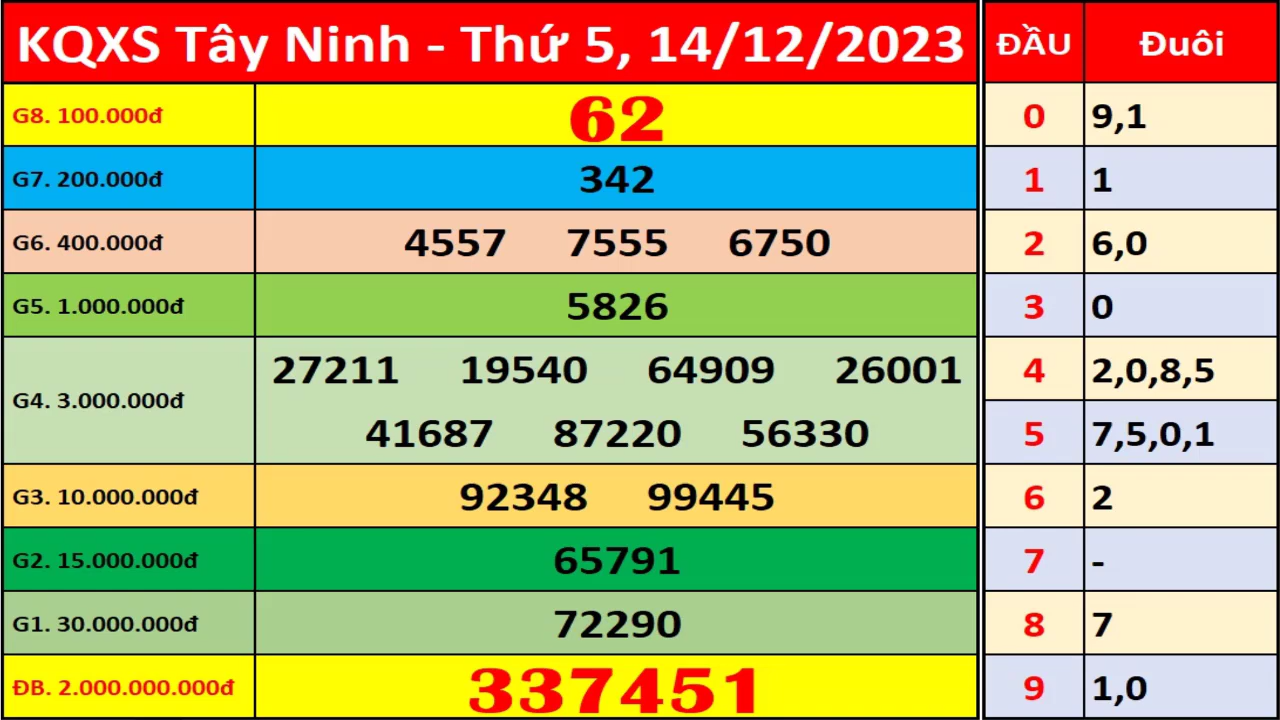 KQXS Tây Ninh - Thứ 5, 14/12/2023 ĐẦU Đuôi
G8. 100.000đ 62 0 9,1
G7. 200.000đ 342 1 1
G6. 400.000đ 4557 7555 6750 2 6,0
G5. 1.000.000đ 5826 3 0
G4. 3.000.000đ 27211 19540 64909 26001 4 2,0,8,5
41687 87220 56330 5 7,5,0,1
G3. 10.000.000đ 92348 99445 6 2
G2. 15.000.000đ 65791 7 -
G1. 30.000.000đ 72290 8 7
ĐB. 2.000.000.000đ 337451 9 1,0